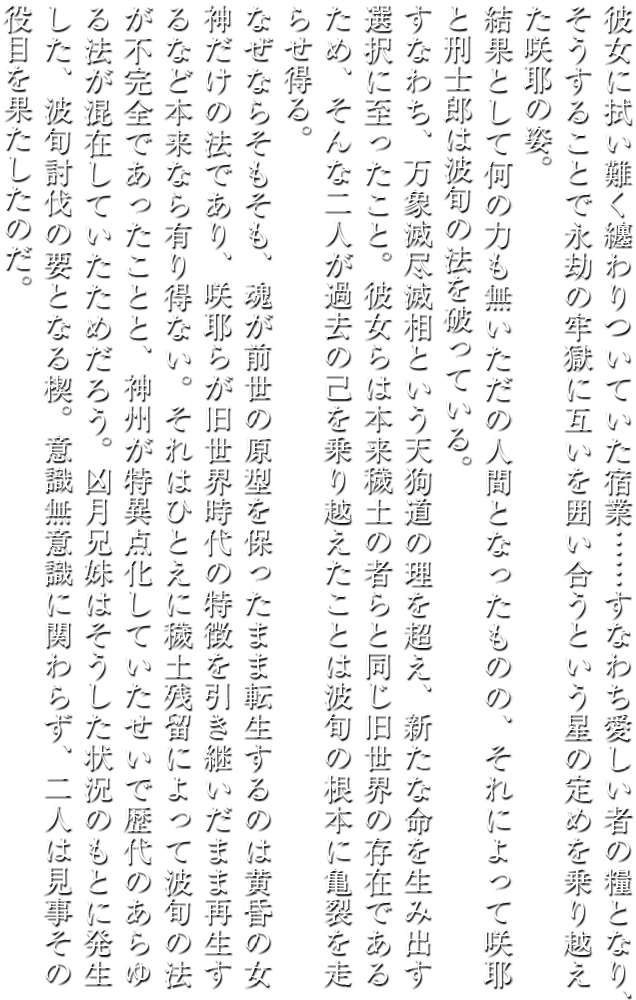 彼女に拭い難く纏わりついていた宿業……すなわち愛しい者の糧となり、
そうすることで永劫の牢獄に互いを囲い合うという星の定めを乗り越え
た咲耶の姿。
結果として何の力も無いただの人間となったものの、それによって咲耶
と刑士郎は波旬の法を破っている。
すなわち、万象滅尽滅相という天狗道の理を超え、新たな命を生み出す
選択に至ったこと。彼女らは本来穢土の者らと同じ旧世界の存在である
ため、そんな二人が過去の己を乗り越えたことは波旬の根本に亀裂を走
らせ得る。
なぜならそもそも、魂が前世の原型を保ったまま転生するのは黄昏の女
神だけの法であり、咲耶らが旧世界時代の特徴を引き継いだまま再生す
るなど本来なら有り得ない。それはひとえに穢土残留によって波旬の法
が不完全であったことと、神州が特異点化していたせいで歴代のあらゆ
る法が混在していたためだろう。凶月兄妹はそうした状況のもとに発生
した、波旬討伐の要となる楔。意識無意識に関わらず、二人は見事その
役目を果たしたのだ。